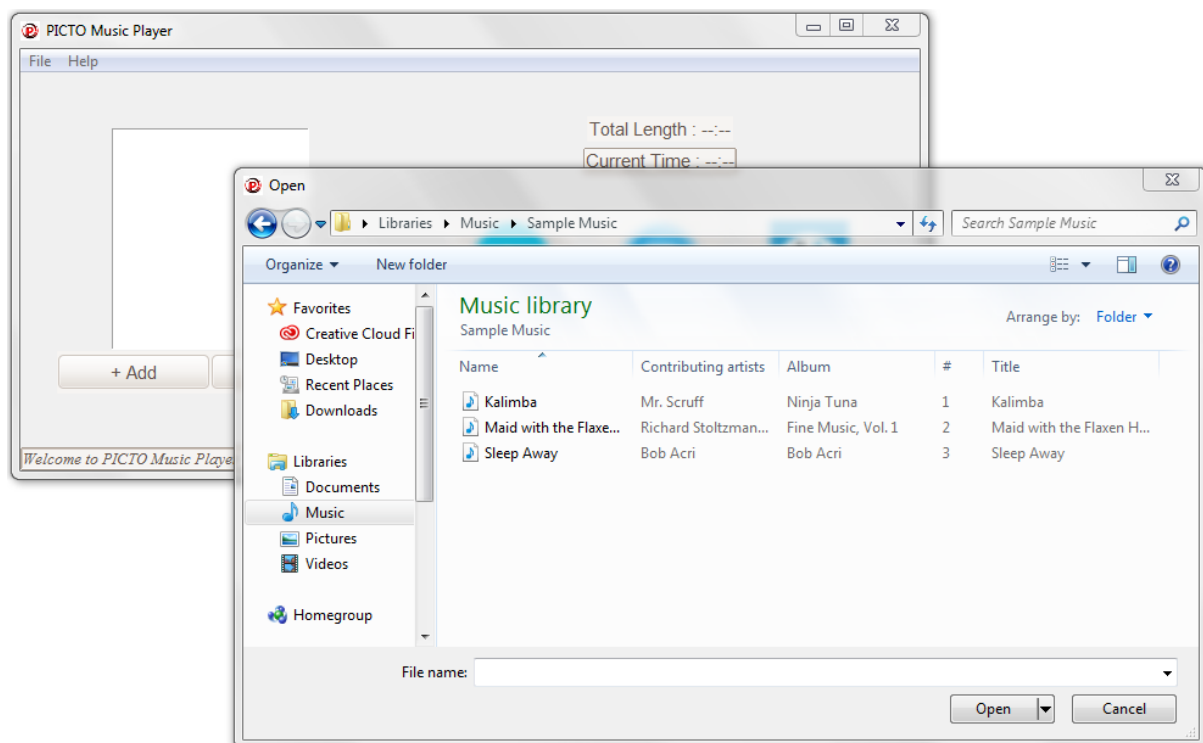 PICTO Music Player
File Help
Total Length : --:--
Current Time : --:--
+ Add
Welcome to PICTO Music Playe
Open
Libraries Music Sample Music
Search Sample Music
Organize New folder
Favorites
Creative Cloud Fi
Desktop
Recent Places
Downloads
Libraries
Documents
Music
Pictures
Videos
Homegroup
Music library
Sample Music
Arrange by: Folder
Name Contributing artists Album # Title
Kalimba Mr. Scruff Ninja Tuna 1 Kalimba
Maid with the Flaxe... Richard Stoltzman... Fine Music, Vol. 1 2 Maid with the Flaxen H...
Sleep Away Bob Acri Bob Acri 3 Sleep Away
File name:
Open Cancel